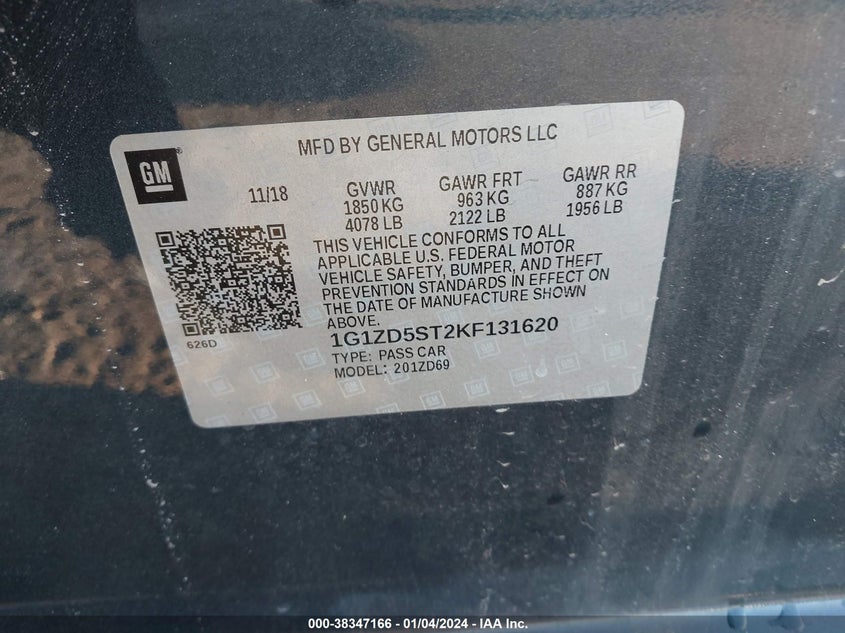 MFD BY GENERAL MOTORS LLC
GM
®
11/18
GVWR
1850 KG
4078 LB
GAWR FRT
963 KG
2122 LB
GAWR RR
887 KG
1956 LB
THIS VEHICLE CONFORMS TO ALL
APPLICABLE U.S. FEDERAL MOTOR
VEHICLE SAFETY, BUMPER, AND THEFT
PREVENTION STANDARDS IN EFFECT ON
THE DATE OF MANUFACTURE SHOWN
ABOVE.
626D
1G1ZD5ST2KF131620
TYPE: PASS CAR
MODEL: 201ZD69
000-38347166 - 01/04/2024 - IAA Inc.